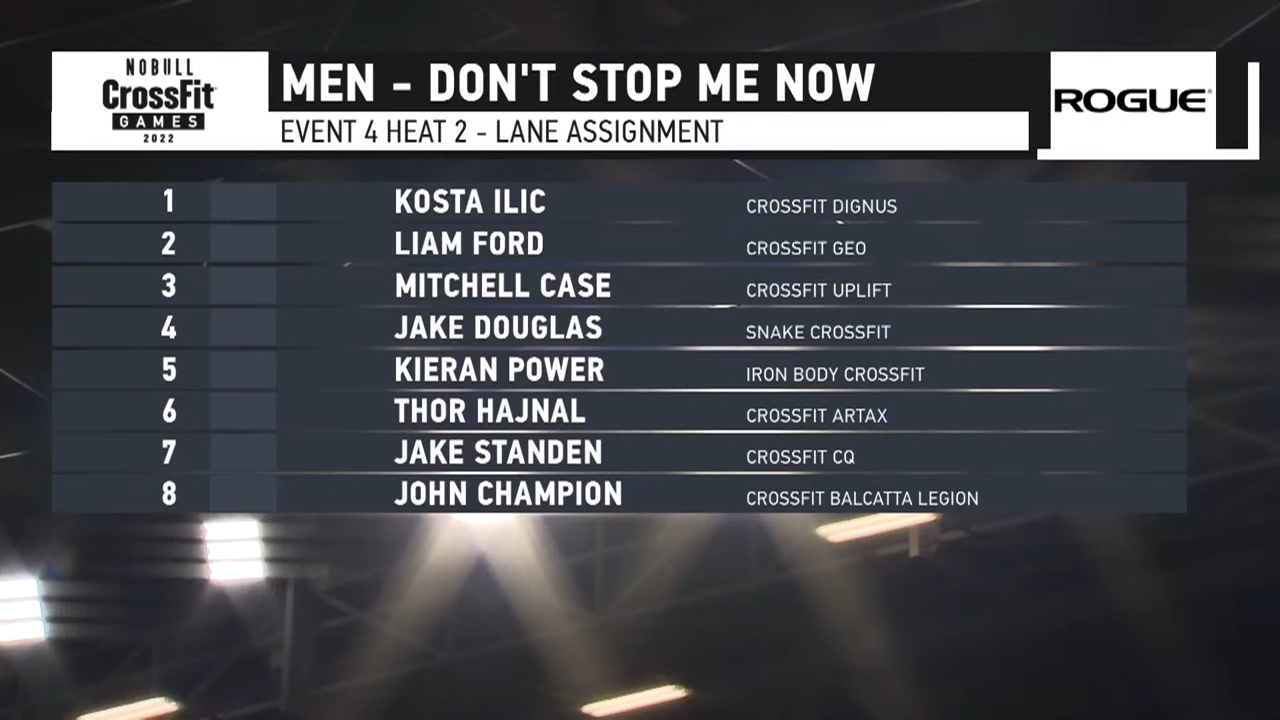 NOBULL
CrossFit
GAMES
2022
MEN - DON'T STOP ME NOW
EVENT 4 HEAT 2 - LANE ASSIGNMENT
ROGUE
1 KOSTA ILIC CROSSFIT DIGNUS
2 LIAM FORD CROSSFIT GEO
3 MITCHELL CASE CROSSFIT UPLIFT
4 JAKE DOUGLAS SNAKE CROSSFIT
5 KIERAN POWER IRON BODY CROSSFIT
6 THOR HAJNAL CROSSFIT ARTAX
7 JAKE STANDEN CROSSFIT CQ
8 JOHN CHAMPION CROSSFIT BALCATTA LEGION